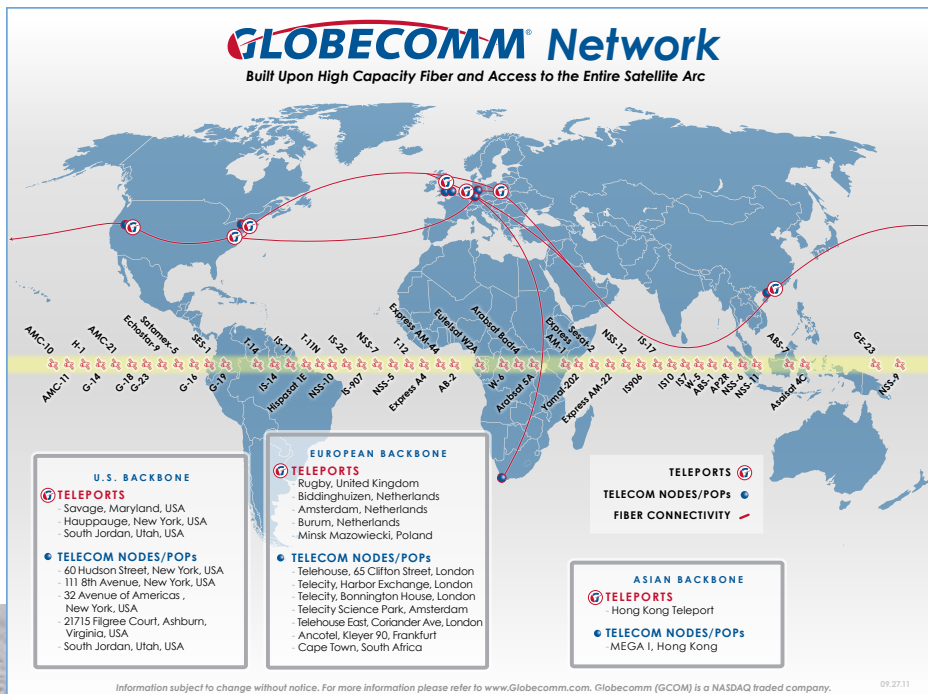 GLOBECOMM® Network
Built Upon High Capacity Fiber and Access to the Entire Satellite Arc
AMC-10
H-1
AMC-21
Echostar-9
Satamex-5
SES-1
T-14
IS-11
T-11N
IS-25
NSS-7
T-12
Express AM-44
Eutelsat W2A
Arabsaf Badr4
Express AM-1
Sesat-2
NSS-12
IS-17
ABS-7
GE-23
AMC-11
G-14
G-18
G-23
G-16
G-19
IS-14
Hispasat 1E
NSS-10
IS-907
NSS-5
Express A4
AB-2
W-6
Arabsat 5A
Yamal-202
Express AM-22
IS906
IS10
IS7
W-5
ABS-1
AP2R
NSS-6
NSS-11
Asaisat 4C
NSS-9
U.S. BACKBONE
TELEPORTS
- Savage, Maryland, USA
- Hauppauge, New York, USA
- South Jordan, Utah, USA
TELECOM NODES/POPs
- 60 Hudson Street, New York, USA
- 111 8th Avenue, New York, USA
- 32 Avenue of Americas ,
New York, USA
- 21715 Filgree Court, Ashburn,
Virginia, USA
- South Jordan, Utah, USA
EUROPEAN BACKBONE
TELEPORTS
- Rugby, United Kingdom
- Biddinghuizen, Netherlands
- Amsterdam, Netherlands
- Burum, Netherlands
- Minsk Mazowiecki, Poland
TELECOM NODES/POPs
- Telehouse, 65 Clifton Street, London
- Telecity, Harbor Exchange, London
- Telecity, Bonnington House, London
- Telecity Science Park, Amsterdam
- Telehouse East, Coriander Ave, London
- Ancotel, Kleyer 90, Frankfurt
- Cape Town, South Africa
TELEPORTS
TELECOM NODES/POPs
FIBER CONNECTIVITY
ASIAN BACKBONE
TELEPORTS
- Hong Kong Teleport
TELECOM NODES/POPs
- MEGA I, Hong Kong
Information subject to change without notice. For more information please refer to www.Globecomm.com. Globecomm (GCOM) is a NASDAQ traded company.
09.27.11